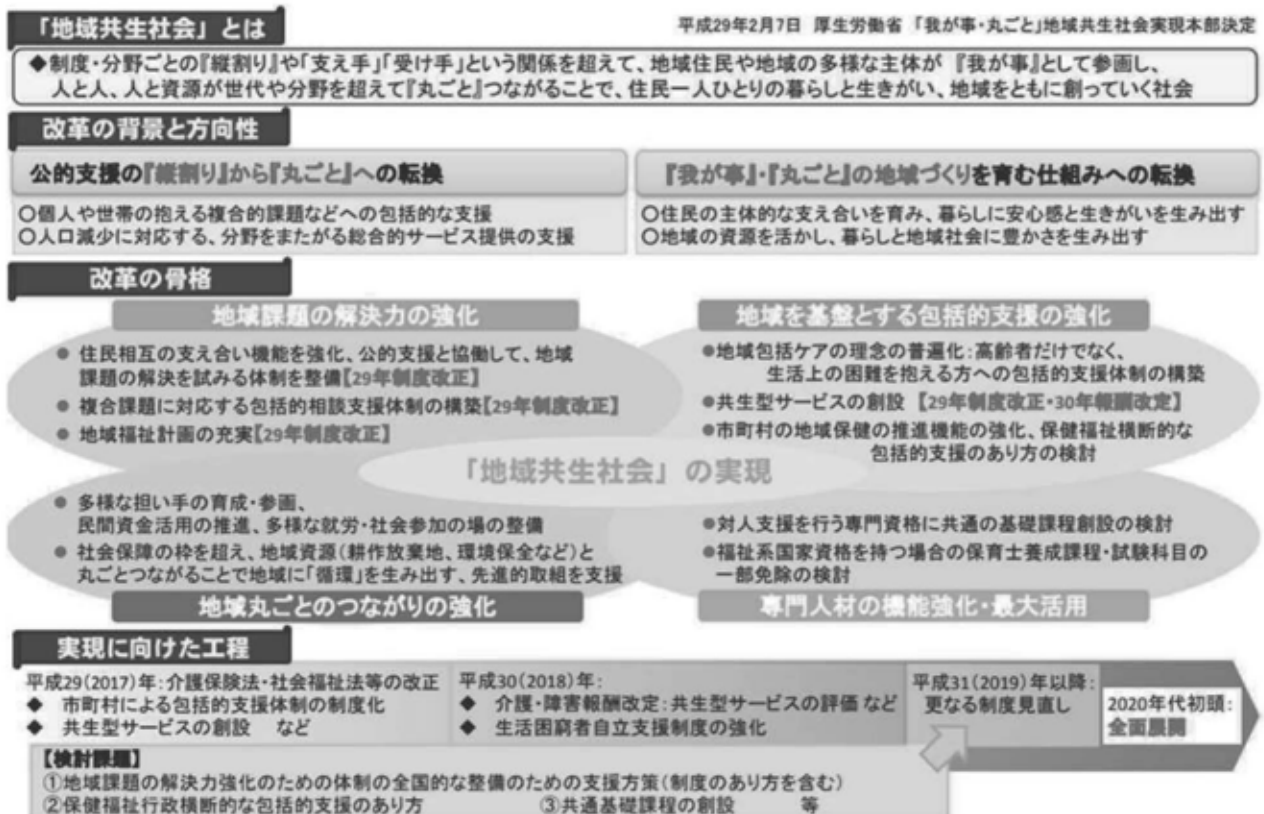 「地域共生社会」とは
平成29年2月7日 厚生労働省 「我が事・丸ごと」地域共生社会実現本部決定
◆制度・分野ごとの『縦割り』や「支え手」「受け手」という関係を超えて、地域住民や地域の多様な主体が 『我が事』として参画し、
人と人、人と資源が世代や分野を超えて『丸ごと』つながることで、住民一人ひとりの暮らしと生きがい、地域をともに創っていく社会
改革の背景と方向性
公的支援の『縦割り』から『丸ごと』への転換
○個人や世帯の抱える複合的課題などへの包括的な支援
○人口減少に対応する、分野をまたがる総合的サービス提供の支援
『我が事』・『丸ごと』の地域づくりを育む仕組みへの転換
○住民の主体的な支え合いを育み、暮らしに安心感と生きがいを生み出す
○地域の資源を活かし、暮らしと地域社会に豊かさを生み出す
改革の骨格
地域課題の解決力の強化
● 住民相互の支え合い機能を強化、公的支援と協働して、地域
課題の解決を試みる体制を整備【29年制度改正】
● 複合課題に対応する包括的相談支援体制の構築【29年制度改正】
● 地域福祉計画の充実【29年制度改正】
地域を基盤とする包括的支援の強化
●地域包括ケアの理念の普遍化:高齢者だけでなく、
生活上の困難を抱える方への包括的支援体制の構築
●共生型サービスの創設 【29年制度改正・30年報酬改定】
●市町村の地域保健の推進機能の強化、保健福祉横断的な
包括的支援のあり方の検討
「地域共生社会」の実現
● 多様な担い手の育成・参画、
民間資金活用の推進、多様な就労・社会参加の場の整備
● 社会保障の枠を超え、地域資源(耕作放棄地、環境保全など)と
丸ごとつながることで地域に「循環」を生み出す、先進的取組を支援
地域丸ごとのつながりの強化
●対人支援を行う専門資格に共通の基礎課程創設の検討
●福祉系国家資格を持つ場合の保育士養成課程・試験科目の
一部免除の検討
専門人材の機能強化・最大活用
実現に向けた工程
平成29(2017)年:介護保険法・社会福祉法等の改正
◆ 市町村による包括的支援体制の制度化
◆ 共生型サービスの創設 など
平成30(2018)年:
◆ 介護・障害報酬改定:共生型サービスの評価 など
◆ 生活困窮者自立支援制度の強化
平成31(2019)年以降:
更なる制度見直し
2020年代初頭:
全面展開
【検討課題】
①地域課題の解決力強化のための体制の全国的な整備のための支援方策(制度のあり方を含む)
②保健福祉行政横断的な包括的支援のあり方 ③共通基礎課程の創設 等